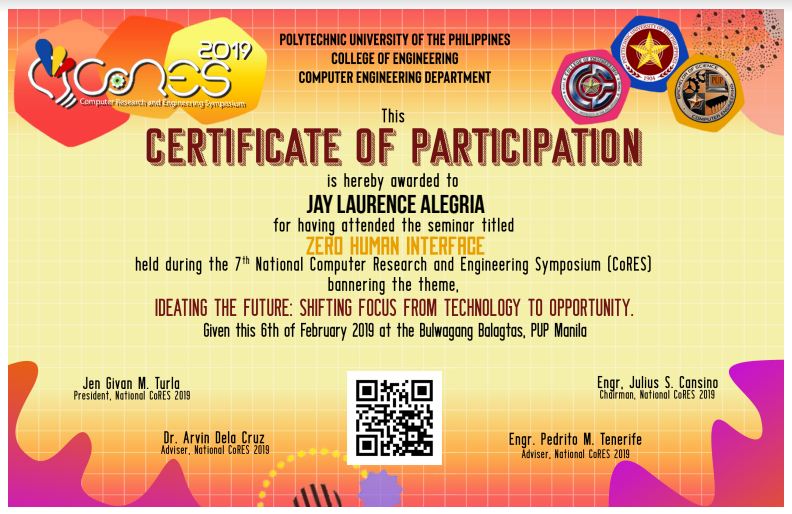 2019
CoRES
Computer Research and Engineering Symposium
POLYTECHNIC UNIVERSITY OF THE PHILIPPINES
COLLEGE OF ENGINEERING
COMPUTER ENGINEERING DEPARTMENT
1904
PUP
This
CERTIFICATE OF PARTICIPATION
is hereby awarded to
JAY LAURENCE ALEGRIA
for having attended the seminar titled
ZERO HUMAN INTERFACE
held during the 7th National Computer Research and Engineering Symposium (CoRES)
bannering the theme,
IDEATING THE FUTURE: SHIFTING FOCUS FROM TECHNOLOGY TO OPPORTUNITY.
Given this 6th of February 2019 at the Bulwagang Balagtas, PUP Manila
Jen Givan M. Turla
President, National CoRES 2019
Engr, Julius S. Cansino
Chairman, National CoRES 2019
Dr. Arvin Dela Cruz
Adviser, National CoRES 2019
Engr. Pedrito M. Tenerife
Adviser, National CoRES 2019